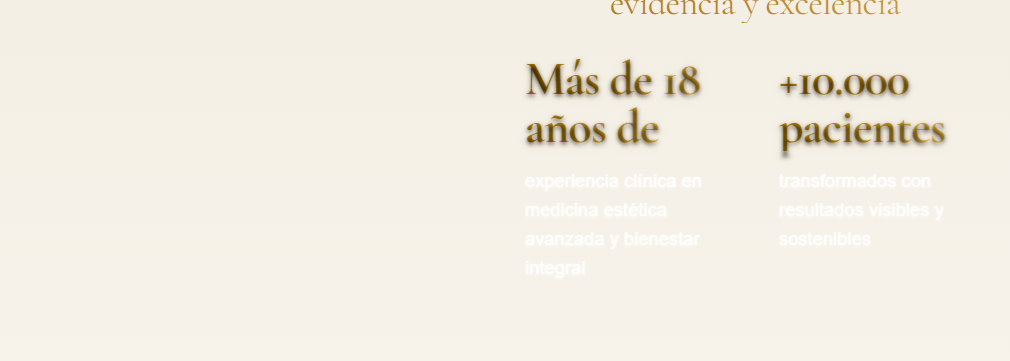 evidencia y excelencia
Más de 18
años de
experiencia clínica en
medicina estética
avanzada y bienestar
integral
+10.000
pacientes
transformados con
resultados visibles y
sostenibles